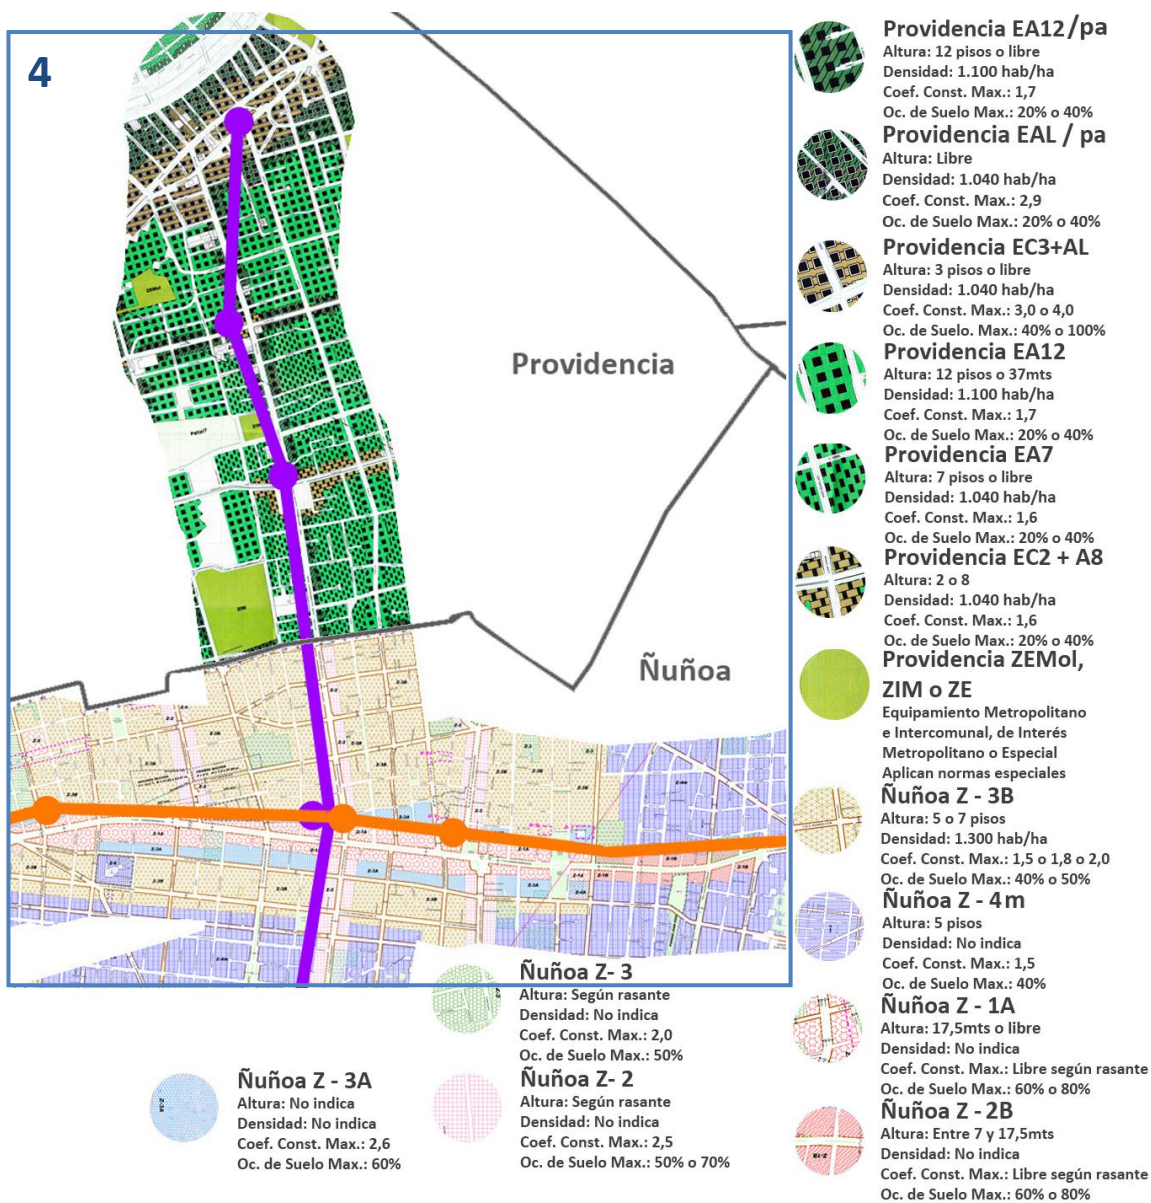 4
Providencia
Ñuñoa
ZEMol
ZIM
ZIM
Z-2
Z-3B
Z-1A
Z-3A
Z-4m
Z-1B
Providencia EA12/pa
Altura: 12 pisos o libre
Densidad: 1.100 hab/ha
Coef. Const. Max.: 1,7
Oc. de Suelo Max.: 20% o 40%
Providencia EAL / pa
Altura: Libre
Densidad: 1.040 hab/ha
Coef. Const. Max.: 2,9
Oc. de Suelo Max.: 20% o 40%
Providencia EC3+AL
Altura: 3 pisos o libre
Densidad: 1.040 hab/ha
Coef. Const. Max.: 3,0 o 4,0
Oc. de Suelo. Max.: 40% o 100%
Providencia EA12
Altura: 12 pisos o 37mts
Densidad: 1.100 hab/ha
Coef. Const. Max.: 1,7
Oc. de Suelo Max.: 20% o 40%
Providencia EA7
Altura: 7 pisos o libre
Densidad: 1.040 hab/ha
Coef. Const. Max.: 1,6
Oc. de Suelo Max.: 20% o 40%
Providencia EC2 + A8
Altura: 2 o 8
Densidad: 1.040 hab/ha
Coef. Const. Max.: 1,6
Oc. de Suelo Max.: 20% o 40%
Providencia ZEMol,
ZIM o ZE
Equipamiento Metropolitano
e Intercomunal, de Interés
Metropolitano o Especial
Aplican normas especiales
Ñuñoa Z - 3B
Altura: 5 o 7 pisos
Densidad: 1.300 hab/ha
Coef. Const. Max.: 1,5 o 1,8 o 2,0
Oc. de Suelo Max.: 40% o 50%
Ñuñoa Z - 4m
Altura: 5 pisos
Densidad: No indica
Coef. Const. Max.: 1,5
Oc. de Suelo Max.: 40%
Ñuñoa Z - 1A
Altura: 17,5mts o libre
Densidad: No indica
Coef. Const. Max.: Libre según rasante
Oc. de Suelo Max.: 60% o 80%
Ñuñoa Z - 2B
Altura: Entre 7 y 17,5mts
Densidad: No indica
Coef. Const. Max.: Libre según rasante
Oc. de Suelo Max.: 60% o 80%
Ñuñoa Z- 3
Altura: Según rasante
Densidad: No indica
Coef. Const. Max.: 2,0
Oc. de Suelo Max.: 50%
Ñuñoa Z - 3A
Altura: No indica
Densidad: No indica
Coef. Const. Max.: 2,6
Oc. de Suelo Max.: 60%
Ñuñoa Z- 2
Altura: Según rasante
Densidad: No indica
Coef. Const. Max.: 2,5
Oc. de Suelo Max.: 50% o 70%